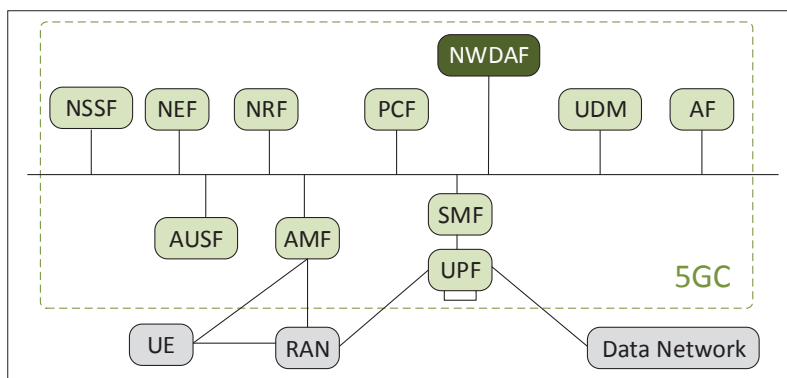 NWDAF
NSSF
NEF
NRF
PCF
UDM
AF
AUSF
AMF
SMF
UPF
5GC
UE
RAN
Data Network